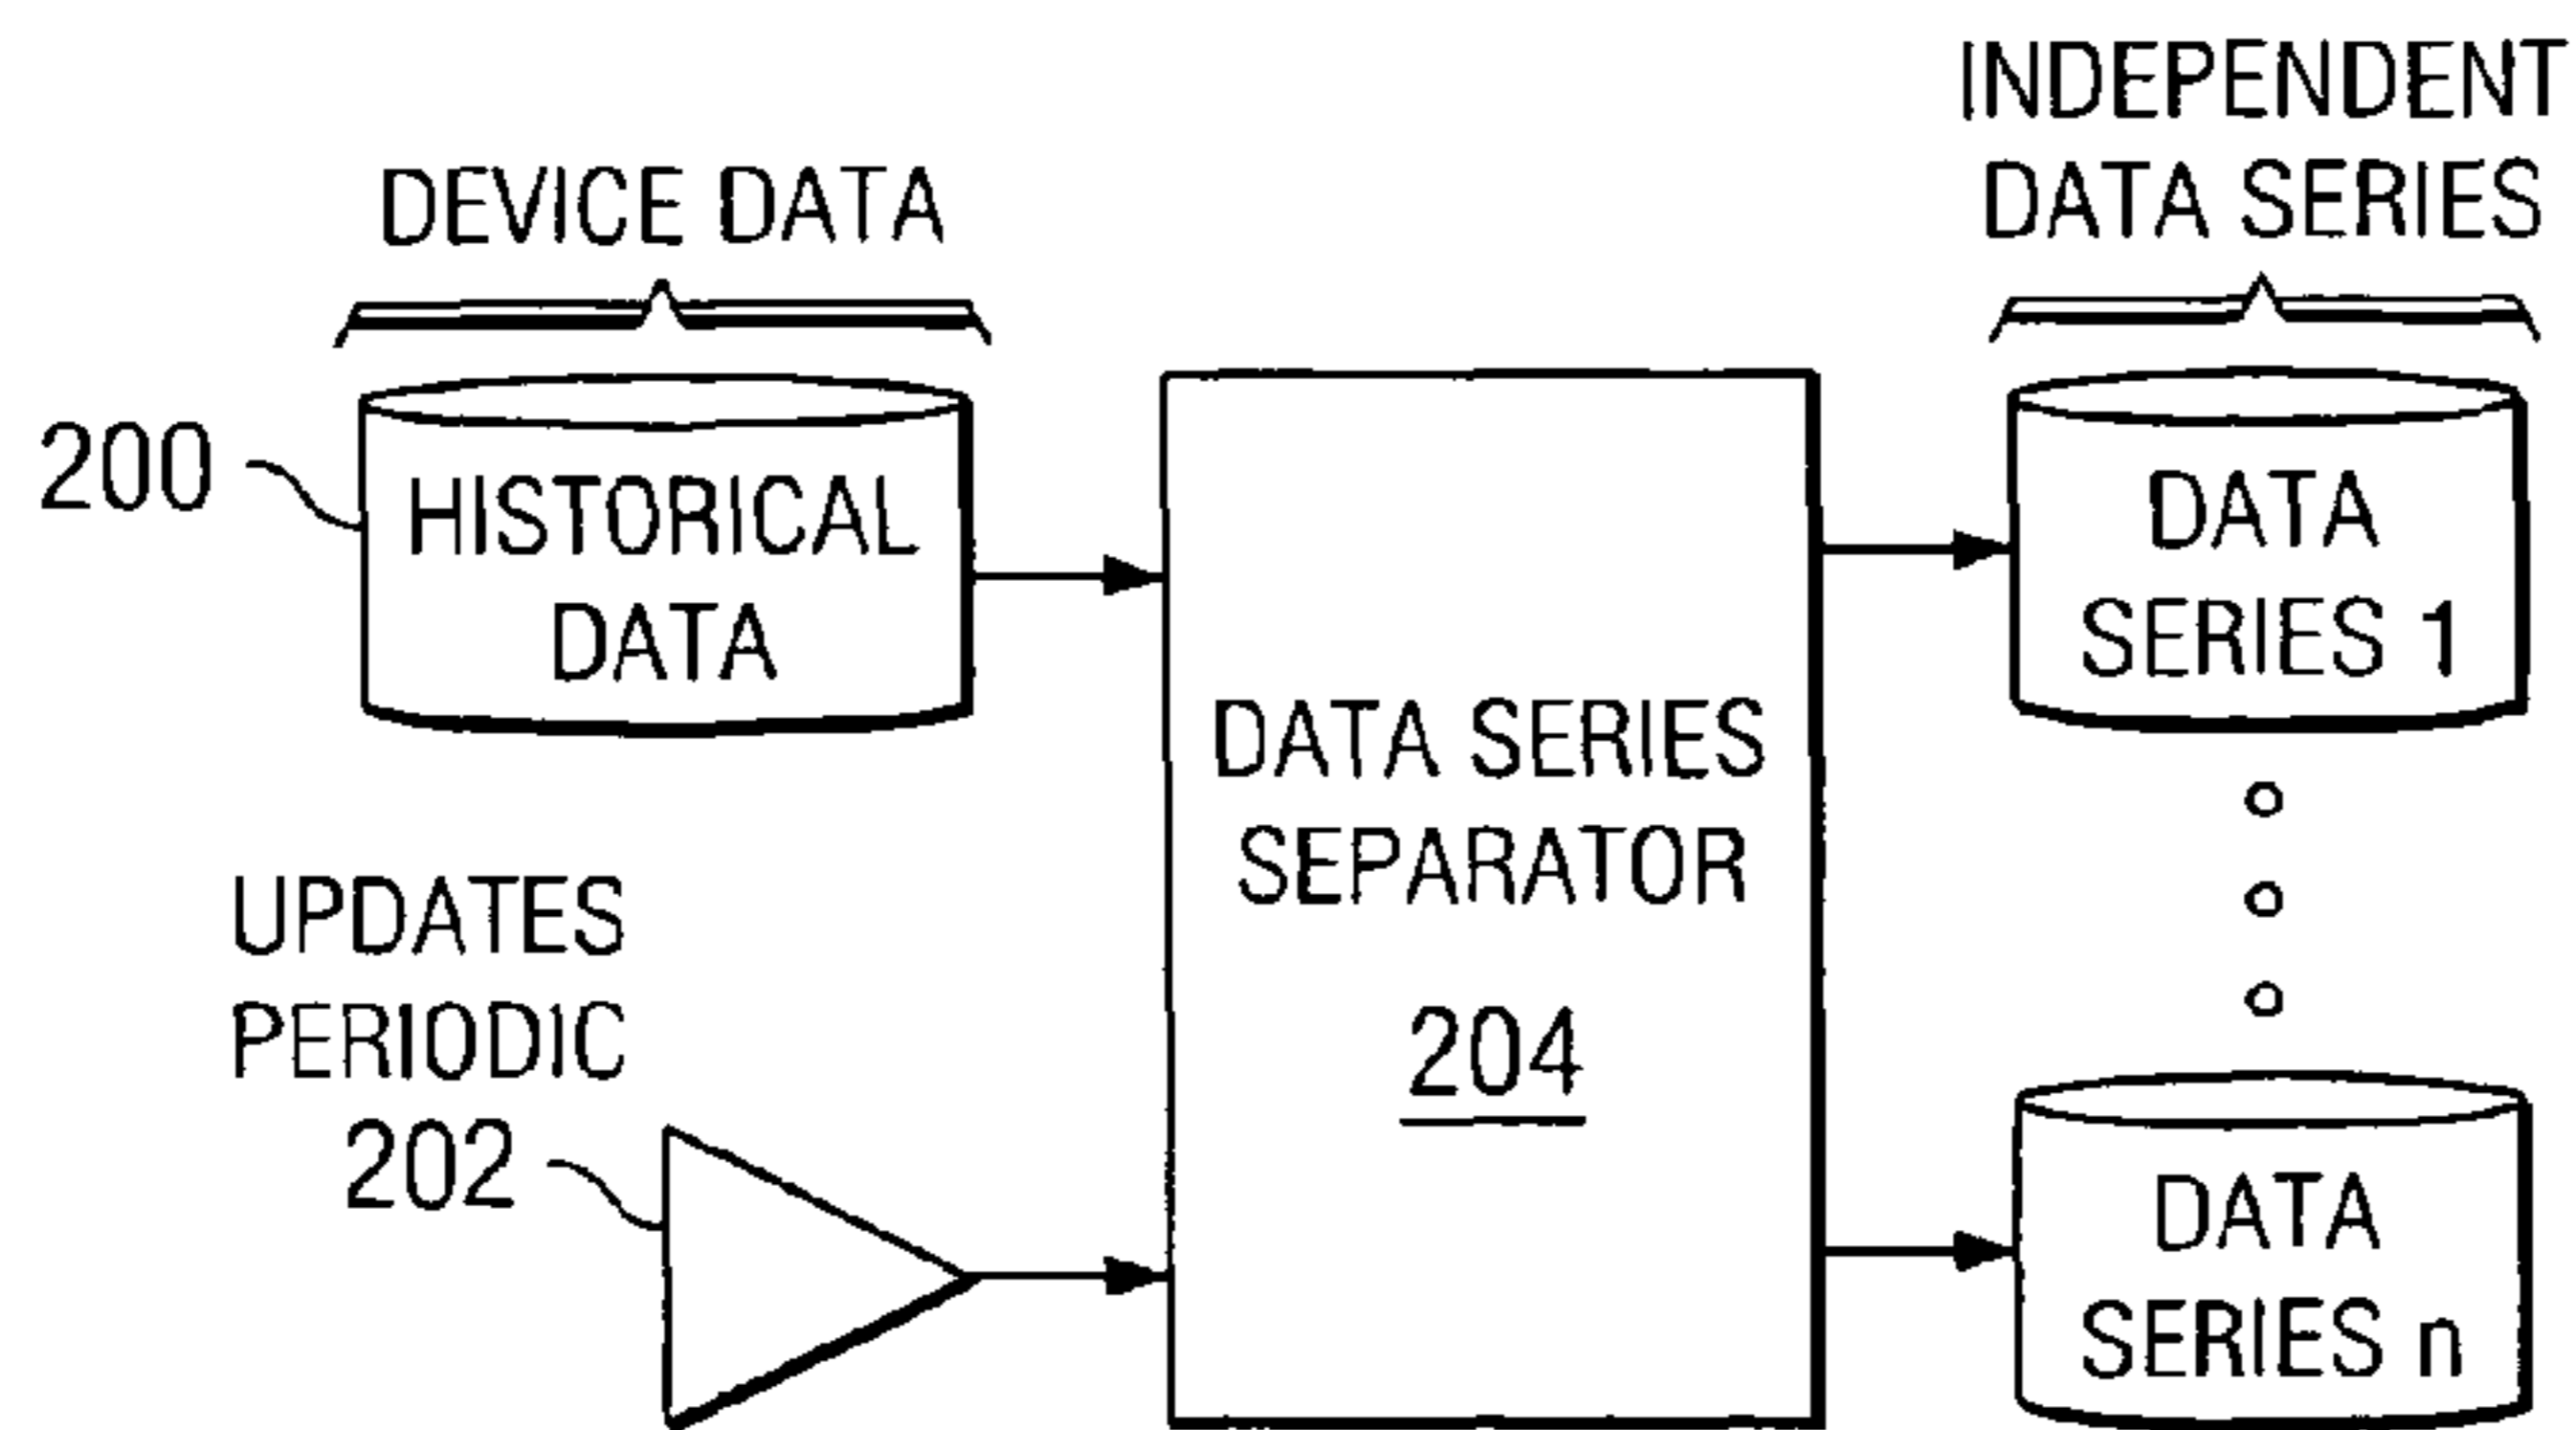 DEVICE DATA
200
HISTORICAL
DATA
UPDATES
PERIODIC
202
DATA SERIES
SEPARATOR
204
INDEPENDENT
DATA SERIES
DATA
SERIES 1
DATA
SERIES n